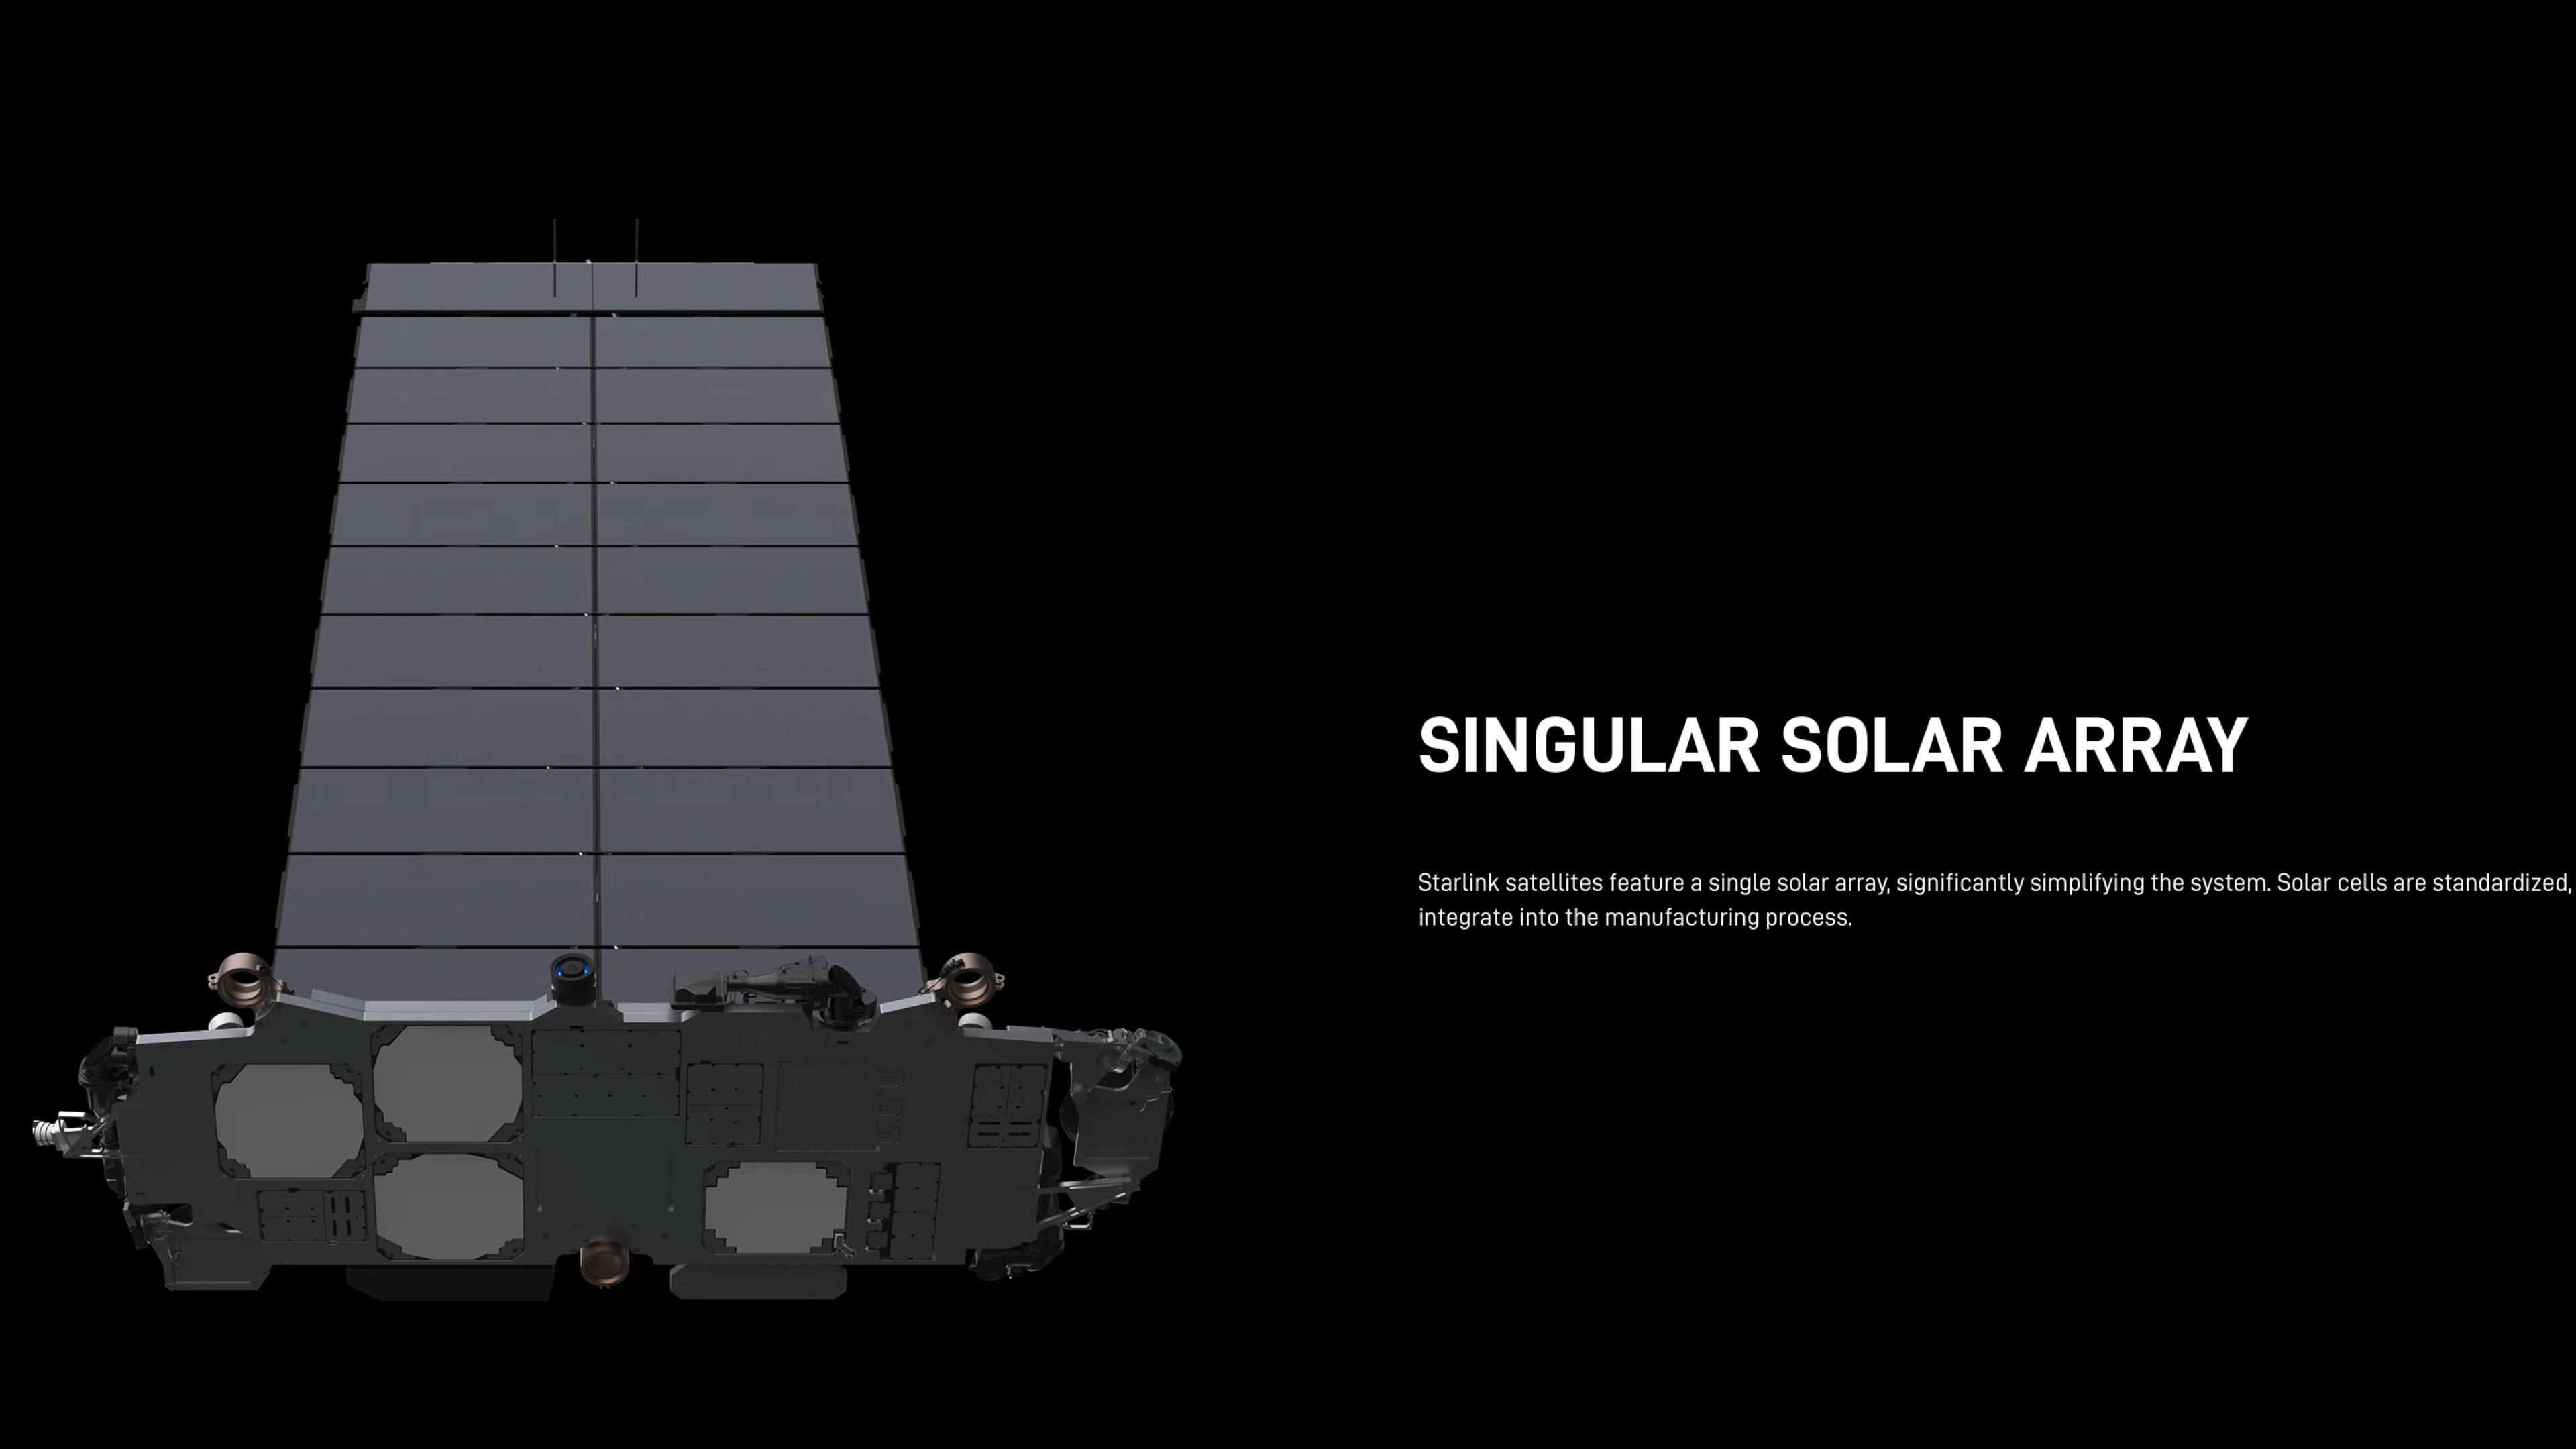 SINGULAR SOLAR ARRAY
Starlink satellites feature a single solar array, significantly simplifying the system. Solar cells are standardized,
integrate into the manufacturing process.